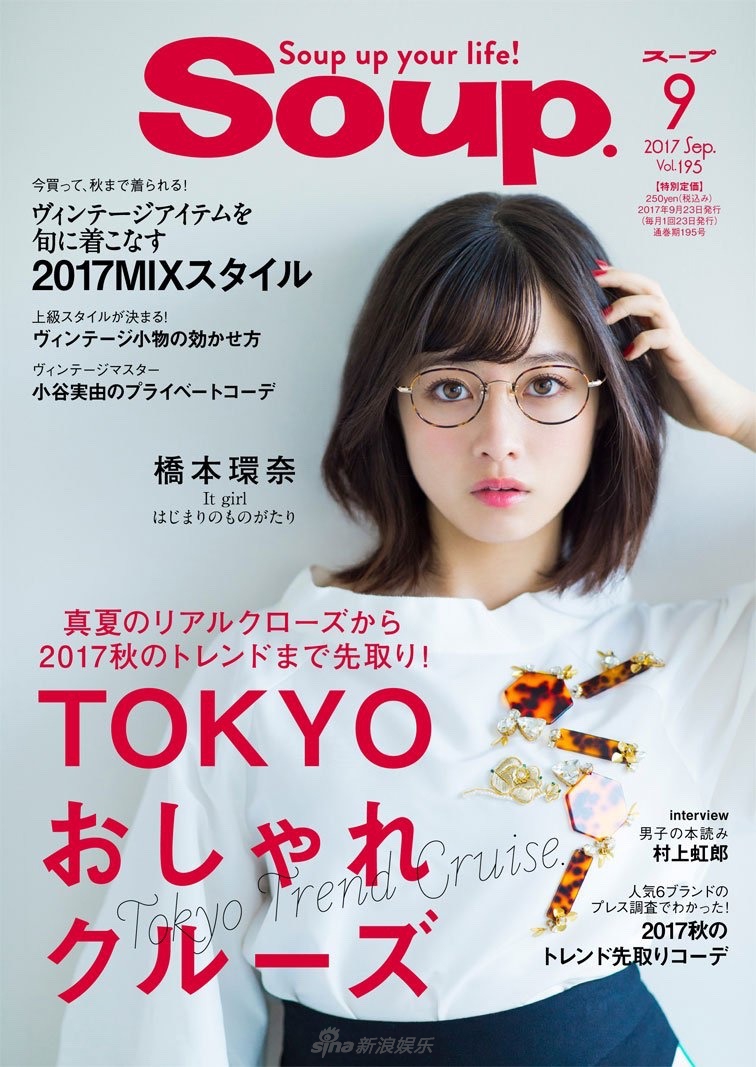 Soup up your life!
Soup.
スープ
9
2017 Sep.
Vol.195
【特別定価】
250yen(税込み)
2017年9月23日発行
(毎月1回23日発行)
通巻期195号
今買って、秋まで着られる!
ヴィンテージアイテムを
旬に着こなす
2017MIXスタイル
上級スタイルが決まる!
ヴィンテージ小物の効かせ方
ヴィンテージマスター
小谷実由のプライベートコーデ
橋本環奈
It girl
はじまりのものがたり
真夏のリアルクローズから
2017秋のトレンドまで先取り!
TOKYO
おしゃれ
クルーズ
Tokyo Trend Cruise.
interview
男子の本読み
村上虹郎
人気6ブランドの
プレス調査でわかった!
2017秋の
トレンド先取りコーデ
sina新浪娱乐